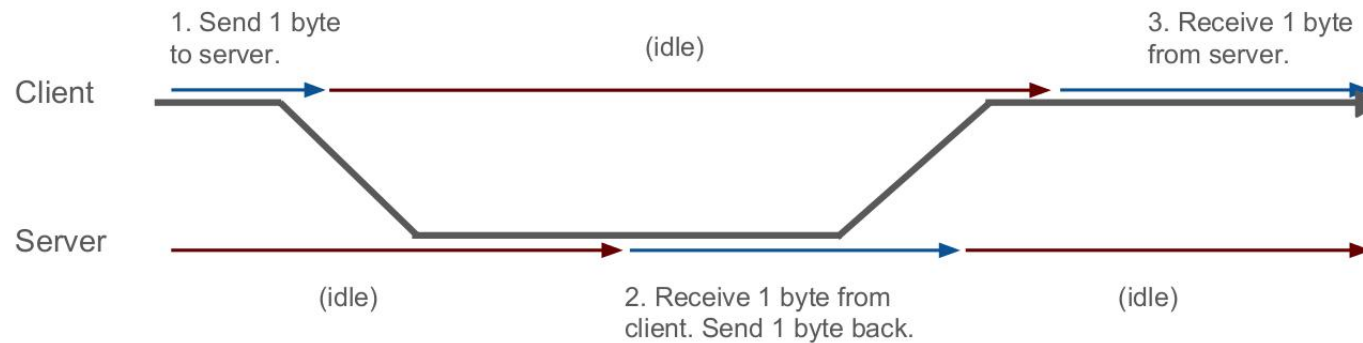 1. Send 1 byte
to server.
(idle)
3. Receive 1 byte
from server.
Client
Server
(idle)
2. Receive 1 byte from
client. Send 1 byte back.
(idle)